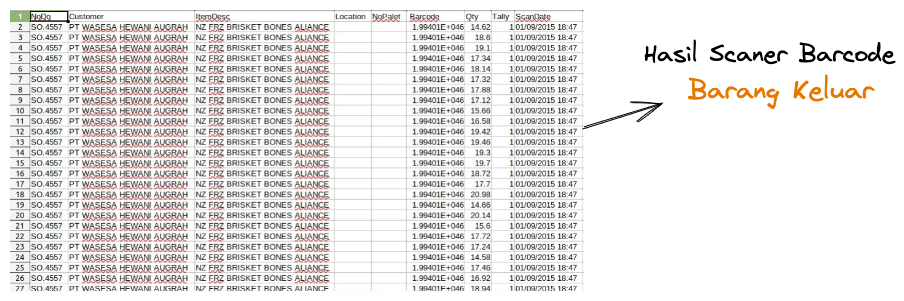 1 NoDo Customer ItemDesc Location NoPalet Barcode Qty Tally ScanDate
2 SO.4557 PT WASESA HEWANI AUGRAH NZ FRZ BRISKET BONES ALIANCE 1.99401E+046 14.62 1 01/09/2015 18:47
3 SO.4557 PT WASESA HEWANI AUGRAH NZ FRZ BRISKET BONES ALIANCE 1.99401E+046 18.6 1 01/09/2015 18:47
4 SO.4557 PT WASESA HEWANI AUGRAH NZ FRZ BRISKET BONES ALIANCE 1.99401E+046 19.1 1 01/09/2015 18:47
5 SO.4557 PT WASESA HEWANI AUGRAH NZ FRZ BRISKET BONES ALIANCE 1.99401E+046 17.34 1 01/09/2015 18:47
6 SO.4557 PT WASESA HEWANI AUGRAH NZ FRZ BRISKET BONES ALIANCE 1.99401E+046 18.14 1 01/09/2015 18:47
7 SO.4557 PT WASESA HEWANI AUGRAH NZ FRZ BRISKET BONES ALIANCE 1.99401E+046 17.32 1 01/09/2015 18:47
8 SO.4557 PT WASESA HEWANI AUGRAH NZ FRZ BRISKET BONES ALIANCE 1.99401E+046 17.88 1 01/09/2015 18:47
9 SO.4557 PT WASESA HEWANI AUGRAH NZ FRZ BRISKET BONES ALIANCE 1.99401E+046 17.12 1 01/09/2015 18:47
10 SO.4557 PT WASESA HEWANI AUGRAH NZ FRZ BRISKET BONES ALIANCE 1.99401E+046 15.66 1 01/09/2015 18:47
11 SO.4557 PT WASESA HEWANI AUGRAH NZ FRZ BRISKET BONES ALIANCE 1.99401E+046 16.58 1 01/09/2015 18:47
12 SO.4557 PT WASESA HEWANI AUGRAH NZ FRZ BRISKET BONES ALIANCE 1.99401E+046 19.42 1 01/09/2015 18:47
13 SO.4557 PT WASESA HEWANI AUGRAH NZ FRZ BRISKET BONES ALIANCE 1.99401E+046 19.46 1 01/09/2015 18:47
14 SO.4557 PT WASESA HEWANI AUGRAH NZ FRZ BRISKET BONES ALIANCE 1.99401E+046 19.3 1 01/09/2015 18:47
15 SO.4557 PT WASESA HEWANI AUGRAH NZ FRZ BRISKET BONES ALIANCE 1.99401E+046 19.7 1 01/09/2015 18:47
16 SO.4557 PT WASESA HEWANI AUGRAH NZ FRZ BRISKET BONES ALIANCE 1.99401E+046 18.72 1 01/09/2015 18:47
17 SO.4557 PT WASESA HEWANI AUGRAH NZ FRZ BRISKET BONES ALIANCE 1.99401E+046 17.7 1 01/09/2015 18:47
18 SO.4557 PT WASESA HEWANI AUGRAH NZ FRZ BRISKET BONES ALIANCE 1.99401E+046 20.98 1 01/09/2015 18:47
19 SO.4557 PT WASESA HEWANI AUGRAH NZ FRZ BRISKET BONES ALIANCE 1.99401E+046 14.66 1 01/09/2015 18:47
20 SO.4557 PT WASESA HEWANI AUGRAH NZ FRZ BRISKET BONES ALIANCE 1.99401E+046 20.14 1 01/09/2015 18:47
21 SO.4557 PT WASESA HEWANI AUGRAH NZ FRZ BRISKET BONES ALIANCE 1.99401E+046 15.6 1 01/09/2015 18:47
22 SO.4557 PT WASESA HEWANI AUGRAH NZ FRZ BRISKET BONES ALIANCE 1.99401E+046 17.72 1 01/09/2015 18:47
23 SO.4557 PT WASESA HEWANI AUGRAH NZ FRZ BRISKET BONES ALIANCE 1.99401E+046 17.24 1 01/09/2015 18:47
24 SO.4557 PT WASESA HEWANI AUGRAH NZ FRZ BRISKET BONES ALIANCE 1.99401E+046 14.58 1 01/09/2015 18:47
25 SO.4557 PT WASESA HEWANI AUGRAH NZ FRZ BRISKET BONES ALIANCE 1.99401E+046 17.46 1 01/09/2015 18:47
26 SO.4557 PT WASESA HEWANI AUGRAH NZ FRZ BRISKET BONES ALIANCE 1.99401E+046 16.92 1 01/09/2015 18:47
27 SO.4557 PT WASESA HEWANI AUGRAH NZ FRZ BRISKET BONES ALIANCE 1.99401E+046 18.94 1 01/09/2015 18:47
Hasil Scaner Barcode
Barang Keluar